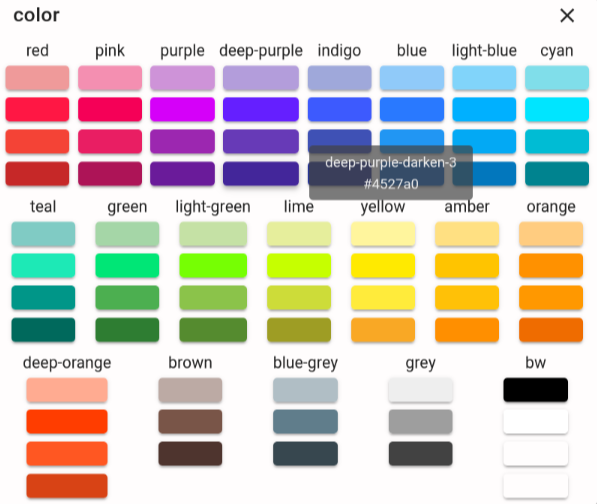 color
red pink purple deep-purple indigo blue light-blue cyan
deep-purple-darken-3
#4527a0
teal green light-green lime yellow amber orange
deep-orange brown blue-grey grey bw